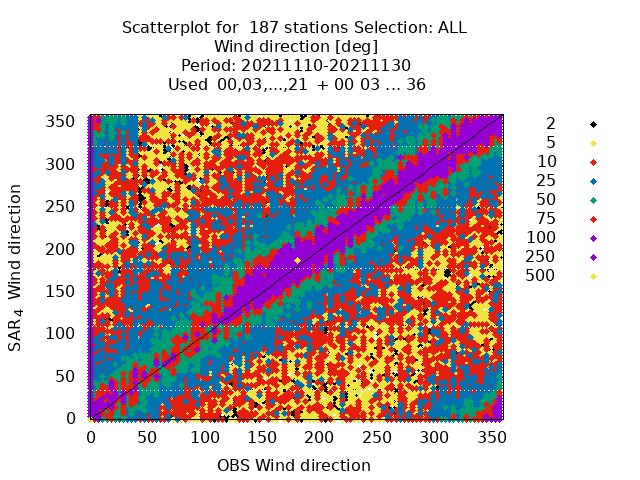 Scatterplot for  187 stations Selection: ALL
Wind direction [deg]
Period: 20211110-20211130
Used  00,03,...,21  + 00 03 ... 36
350
300
250
200
150
100
50
0
SAR4  Wind direction
0 50 100 150 200 250 300 350
OBS Wind direction
2
5
10
25
50
75
100
250
500